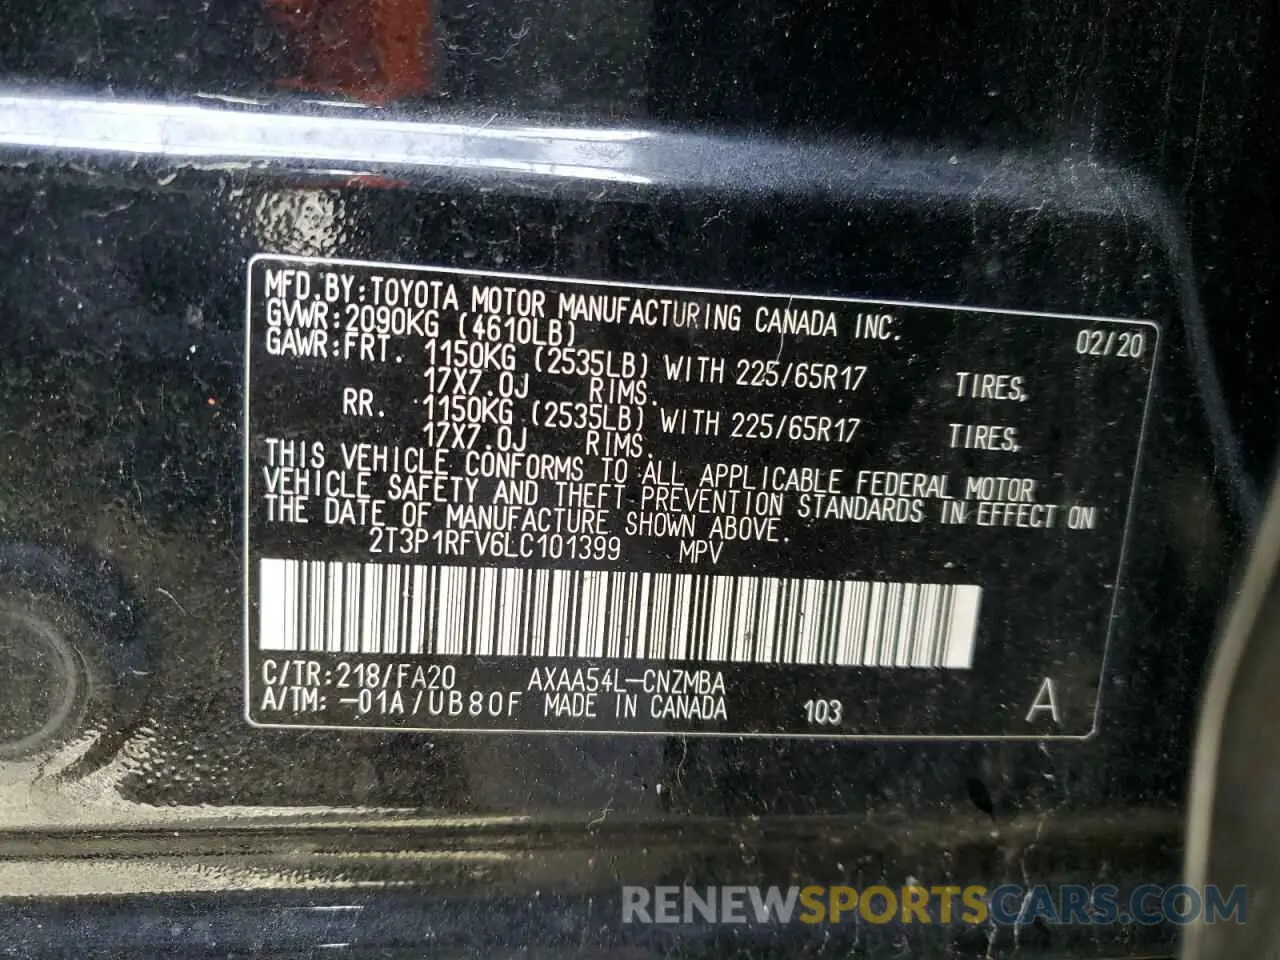 MFD.BY:TOYOTA MOTOR MANUFACTURING CANADA INC. 02/20
GVWR:2090KG (4610LB)
GAWR:FRT. 1150KG (2535LB) WITH 225/65R17 TIRES,
17X7.0J RIMS.
RR. 1150KG (2535LB) WITH 225/65R17 TIRES,
17X7.0J RIMS.
THIS VEHICLE CONFORMS TO ALL APPLICABLE FEDERAL MOTOR
VEHICLE SAFETY AND THEFT PREVENTION STANDARDS IN EFFECT ON
THE DATE OF MANUFACTURE SHOWN ABOVE.
2T3P1RFV6LC101399 MPV
C/TR:218/FA20 AXAA54L-CNZMBA
A/TM: -01A/UB80F MADE IN CANADA 103 A
RENEWSPORTSCARS.COM